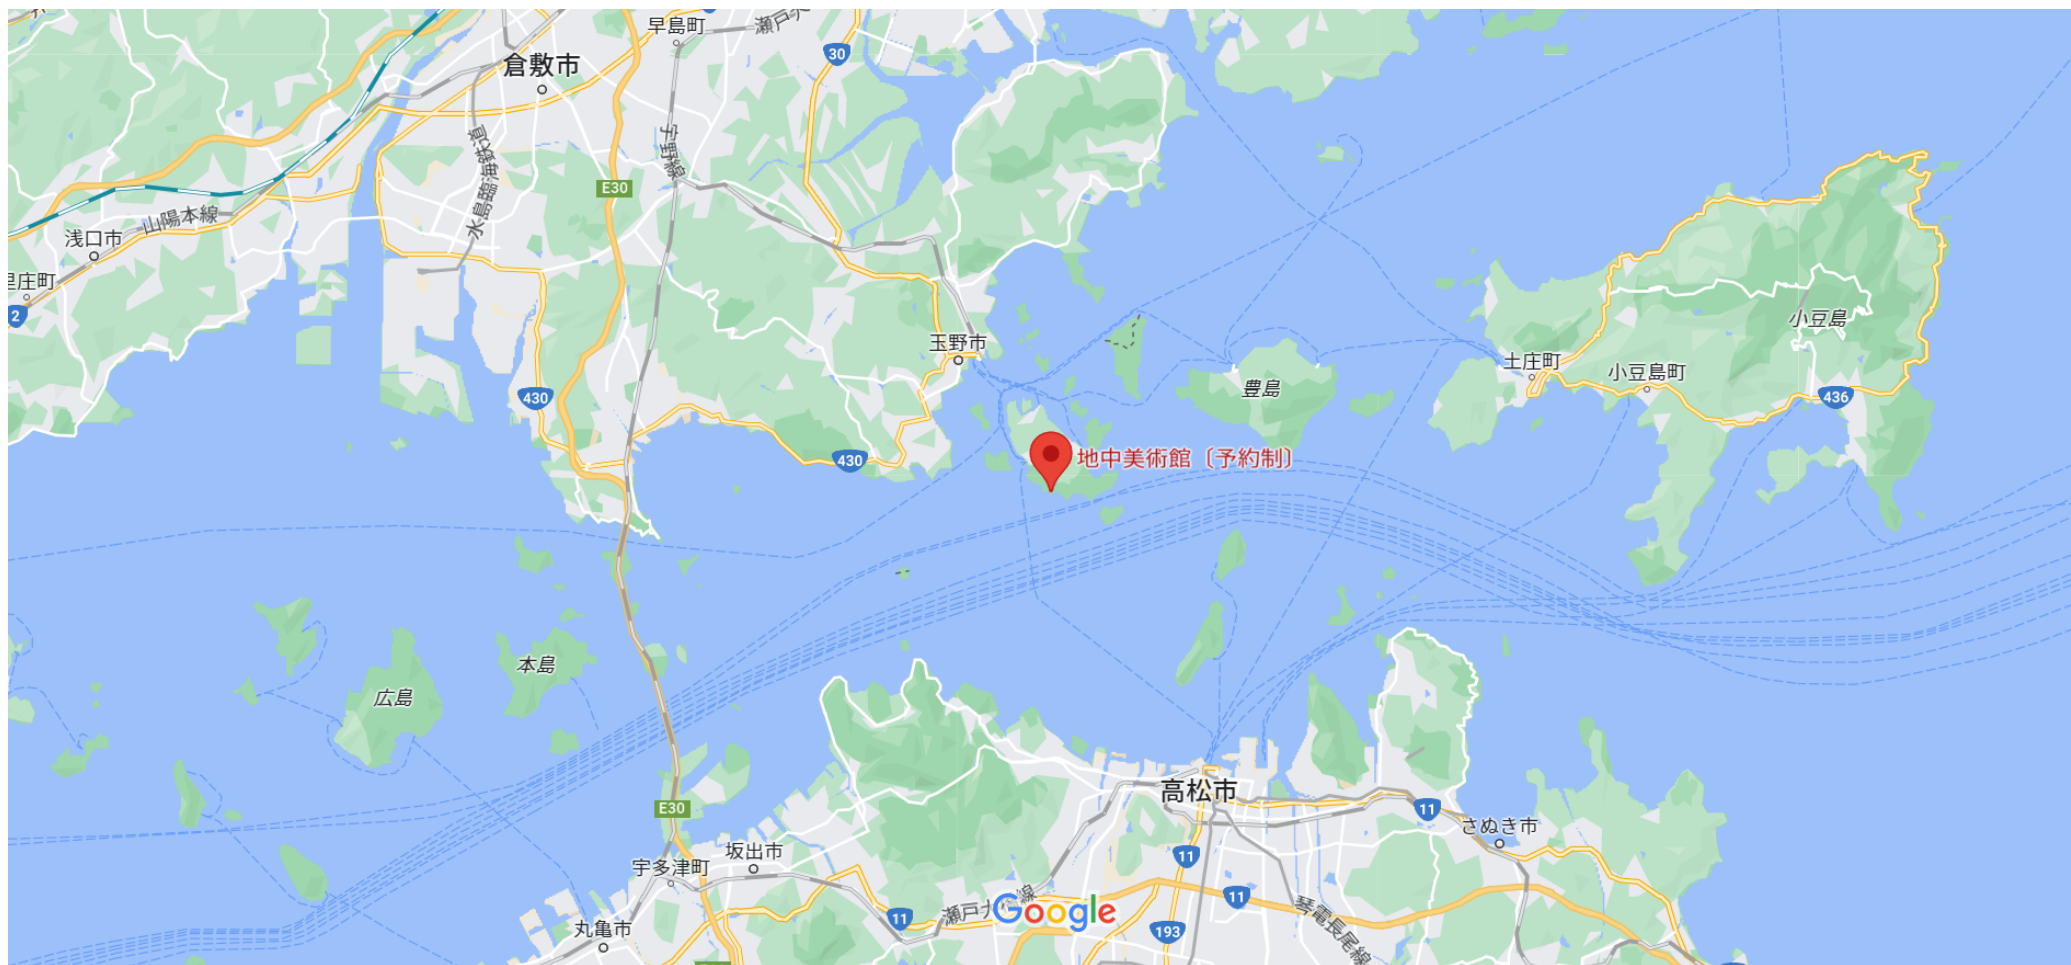 早島町
瀬戸大
倉敷市
30
宇野線
水島臨海鉄道
E30
山陽本線
浅口市
里庄町
2
小豆島
玉野市
土庄町
小豆島町
豊島
430
436
430
地中美術館〔予約制〕
本島
広島
高松市
E30
11
さぬき市
坂出市
宇多津町
11
11
瀬戸大
線
Google
琴電長尾線
11
丸亀市
193